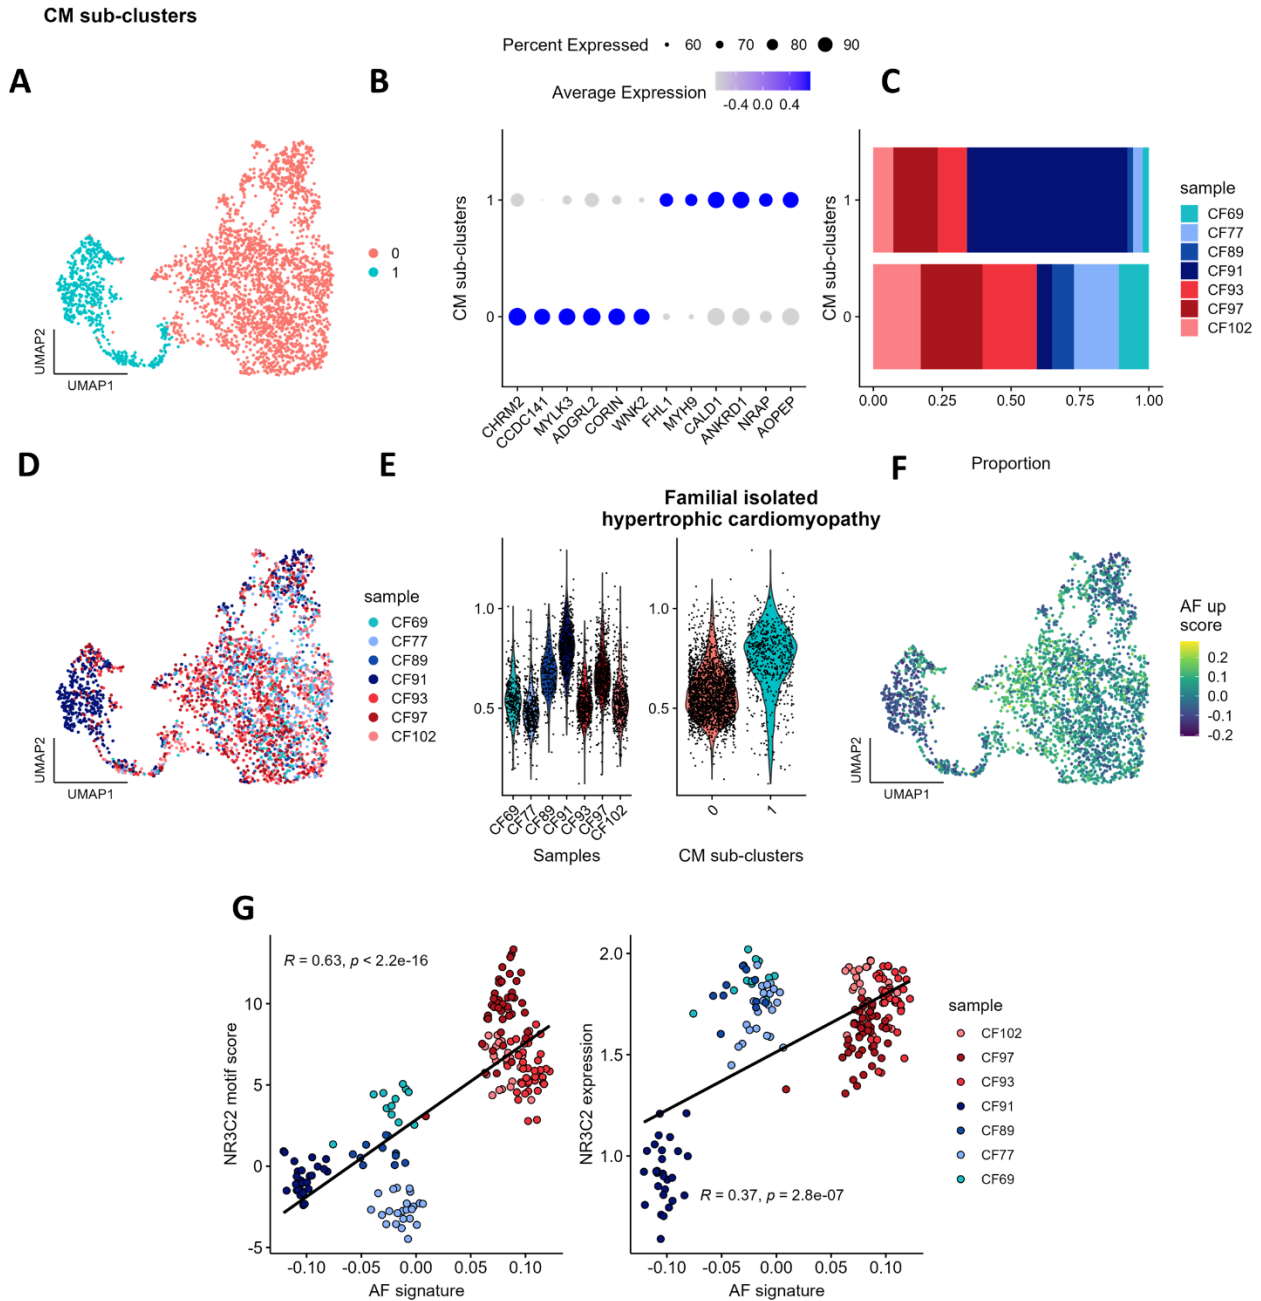 CM sub-clusters
A
UMAP2
UMAP1
0
1
B
Percent Expressed 60 70 80 90
Average Expression
-0.4 0.0 0.4
CM sub-clusters
1
0
CHRM2
CCDC141
MYLK3
ADGRL2
CORIN
WNK2
FHL1
MYH9
CALD1
ANKRD1
NRAP
AOPEP
C
CM sub-clusters
1
0
0.00 0.25 0.50 0.75 1.00
Proportion
sample
CF69
CF77
CF89
CF91
CF93
CF97
CF102
D
UMAP2
UMAP1
sample
CF69
CF77
CF89
CF91
CF93
CF97
CF102
E
Familial isolated
hypertrophic cardiomyopathy
1.0
0.5
CF69
CF77
CF89
CF91
CF93
CF97
CF102
Samples
1.0
0.5
0
1
CM sub-clusters
F
UMAP2
UMAP1
AF up
score
0.2
0.1
0.0
-0.1
-0.2
G
NR3C2 motif score
10
5
0
-5
R = 0.63, p < 2.2e-16
-0.10 -0.05 0.00 0.05 0.10
AF signature
NR3C2 expression
2.0
1.5
1.0
R = 0.37, p = 2.8e-07
-0.10 -0.05 0.00 0.05 0.10
AF signature
sample
CF102
CF97
CF93
CF91
CF89
CF77
CF69